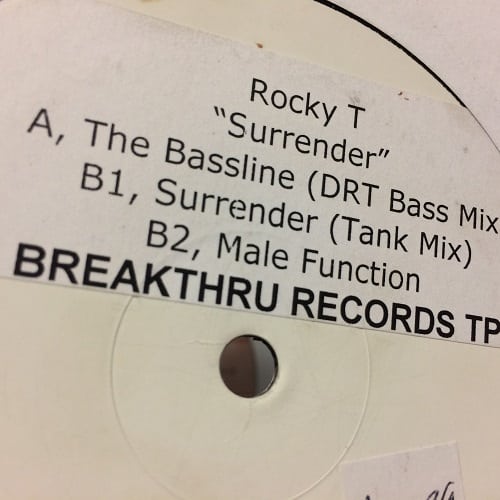 Rocky T
"Surrender"
A, The Bassline (DRT Bass Mix
B1, Surrender (Tank Mix)
B2, Male Function
BREAKTHRU RECORDS TP